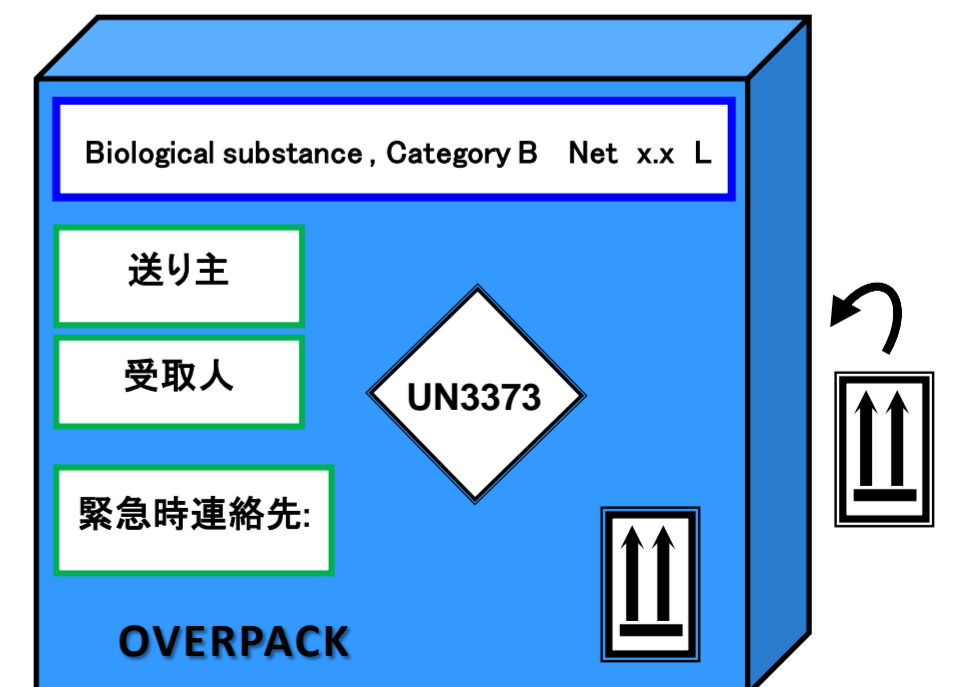 Biological substance , Category B Net x.x L
送り主
受取人
UN3373
緊急時連絡先:
OVERPACK